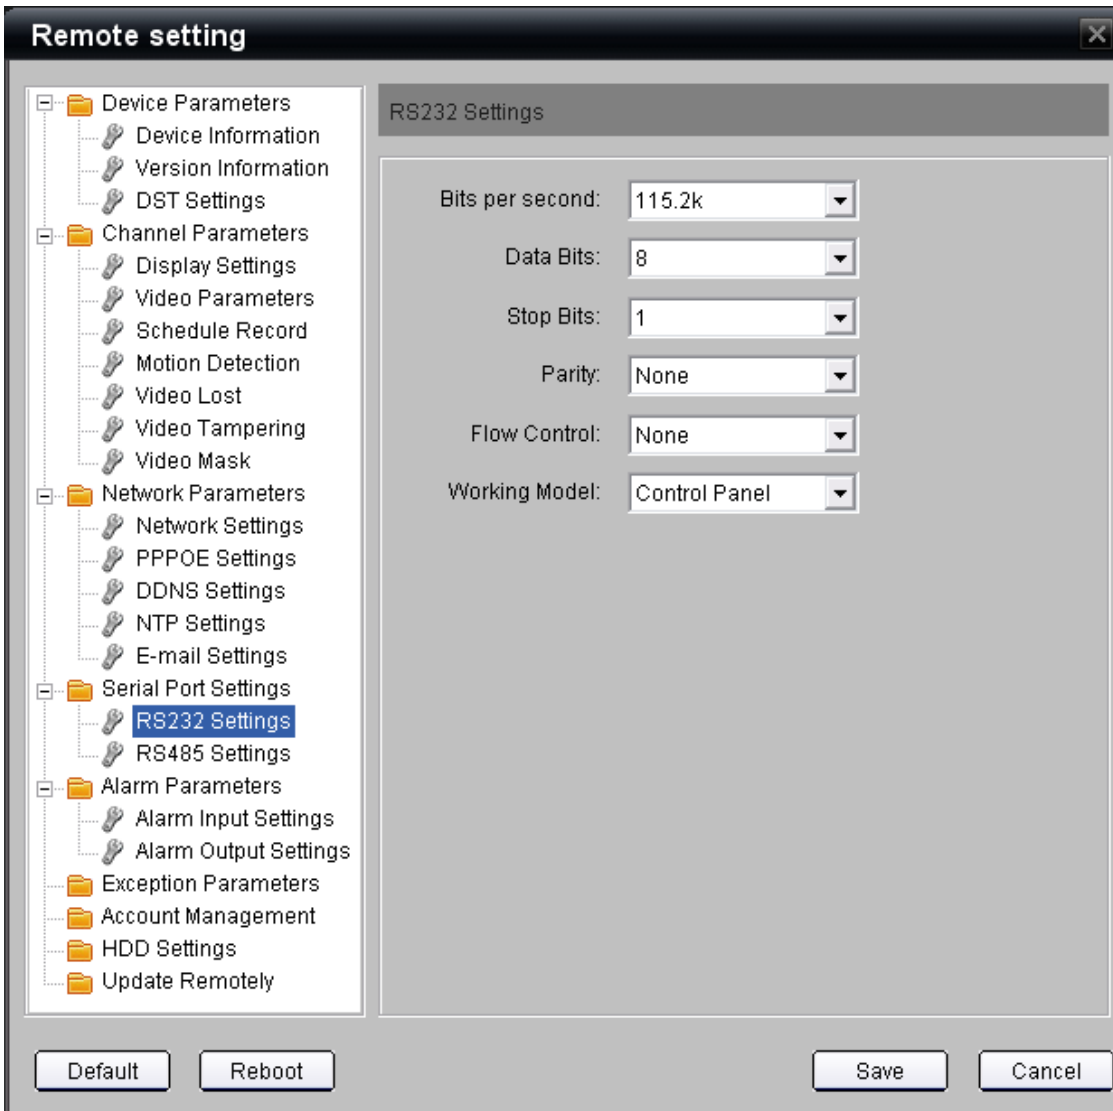 Remote setting
Device Parameters
Device Information
Version Information
DST Settings
Channel Parameters
Display Settings
Video Parameters
Schedule Record
Motion Detection
Video Lost
Video Tampering
Video Mask
Network Parameters
Network Settings
PPPOE Settings
DDNS Settings
NTP Settings
E-mail Settings
Serial Port Settings
RS232 Settings
RS485 Settings
Alarm Parameters
Alarm Input Settings
Alarm Output Settings
Exception Parameters
Account Management
HDD Settings
Update Remotely
RS232 Settings
Bits per second: 115.2k
Data Bits: 8
Stop Bits: 1
Parity: None
Flow Control: None
Working Model: Control Panel
Default Reboot Save Cancel